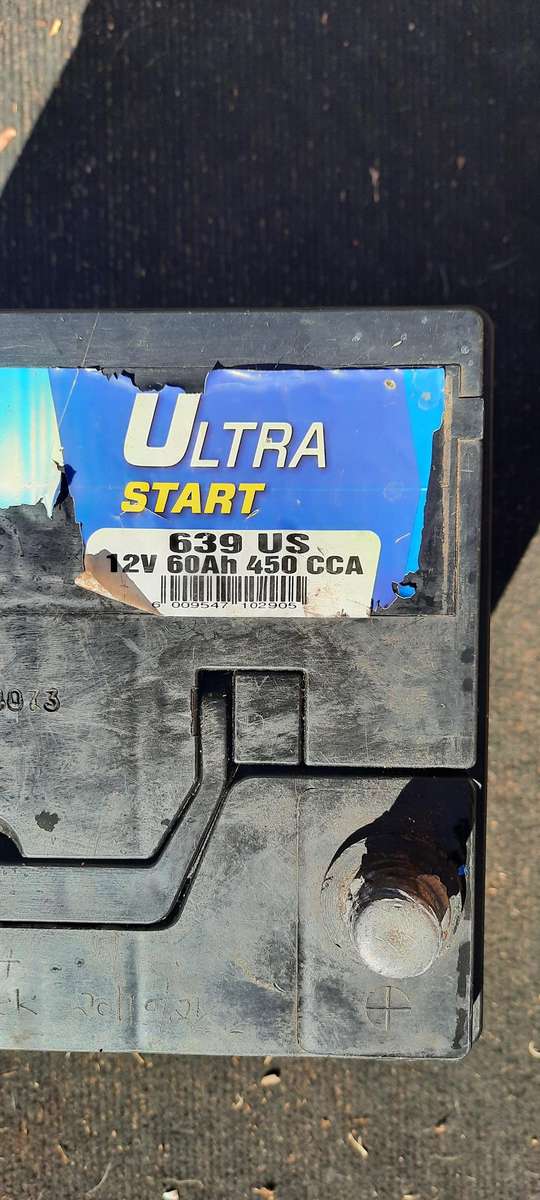 ULTRA
START
639 US
12V 60Ah 450 CCA
6 009547 102905
+
+